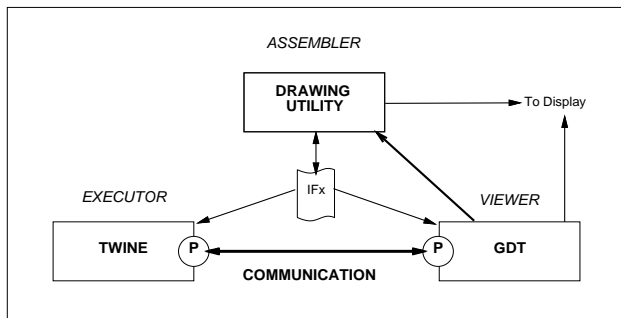 ASSEMBLER
DRAWING
UTILITY
To Display
IFx
EXECUTOR
VIEWER
TWINE
P
P
GDT
COMMUNICATION